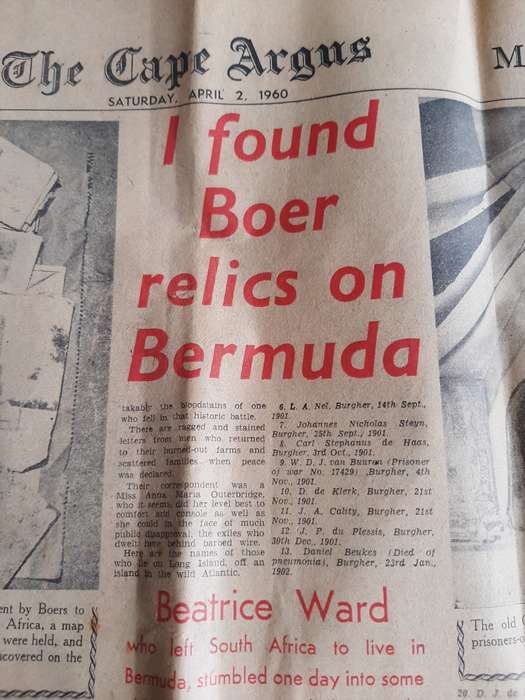 The Cape Argus
M
SATURDAY, APRIL 2, 1960
I found
Boer
relics on
Bermuda
takably the bloodstains of one
who fell in that historic battle.
There are ragged and stained
letters from men who returned
to their burned-out farms and
scattered families when peace
was declared.
Their correspondent was a
Miss Anna Maria Outerbridge,
who it seems did her level best to
comfort and console as well as
she could in the face of much
public disapproval, the exiles who
dwelt here behind barbed wire.
Here are the names of those
who lie on Long Island, off an
island in the wild Atlantic.
6. L. A. Nel, Burgher, 14th Sept.,
1901.
7. Johannes Nicholas Steyn,
Burgher, 25th Sept., 1901.
8. Carl Stephanus de Haas,
Burgher, 3rd Oct., 1901.
9. W. D. J. van Buuron (Prisoner
of war No. 17429) Burgher, 4th
Nov., 1901.
10. D. de Klerk, Burgher, 21st
Nov., 1901.
11. J. A. Cality, Burgher, 21st
Nov., 1901.
12. J. P. du Plessis, Burgher,
30th Dec., 1901.
13. Daniel Beukes (Died of
pneumonia), Burgher, 23rd Jan.,
1902.
Beatrice Ward
who left South Africa to live in
Bermuda, stumbled one day into some
ent by Boers to
Africa, a map
were held, and
covered on the
The old
prisoners-o
20. D. J. de